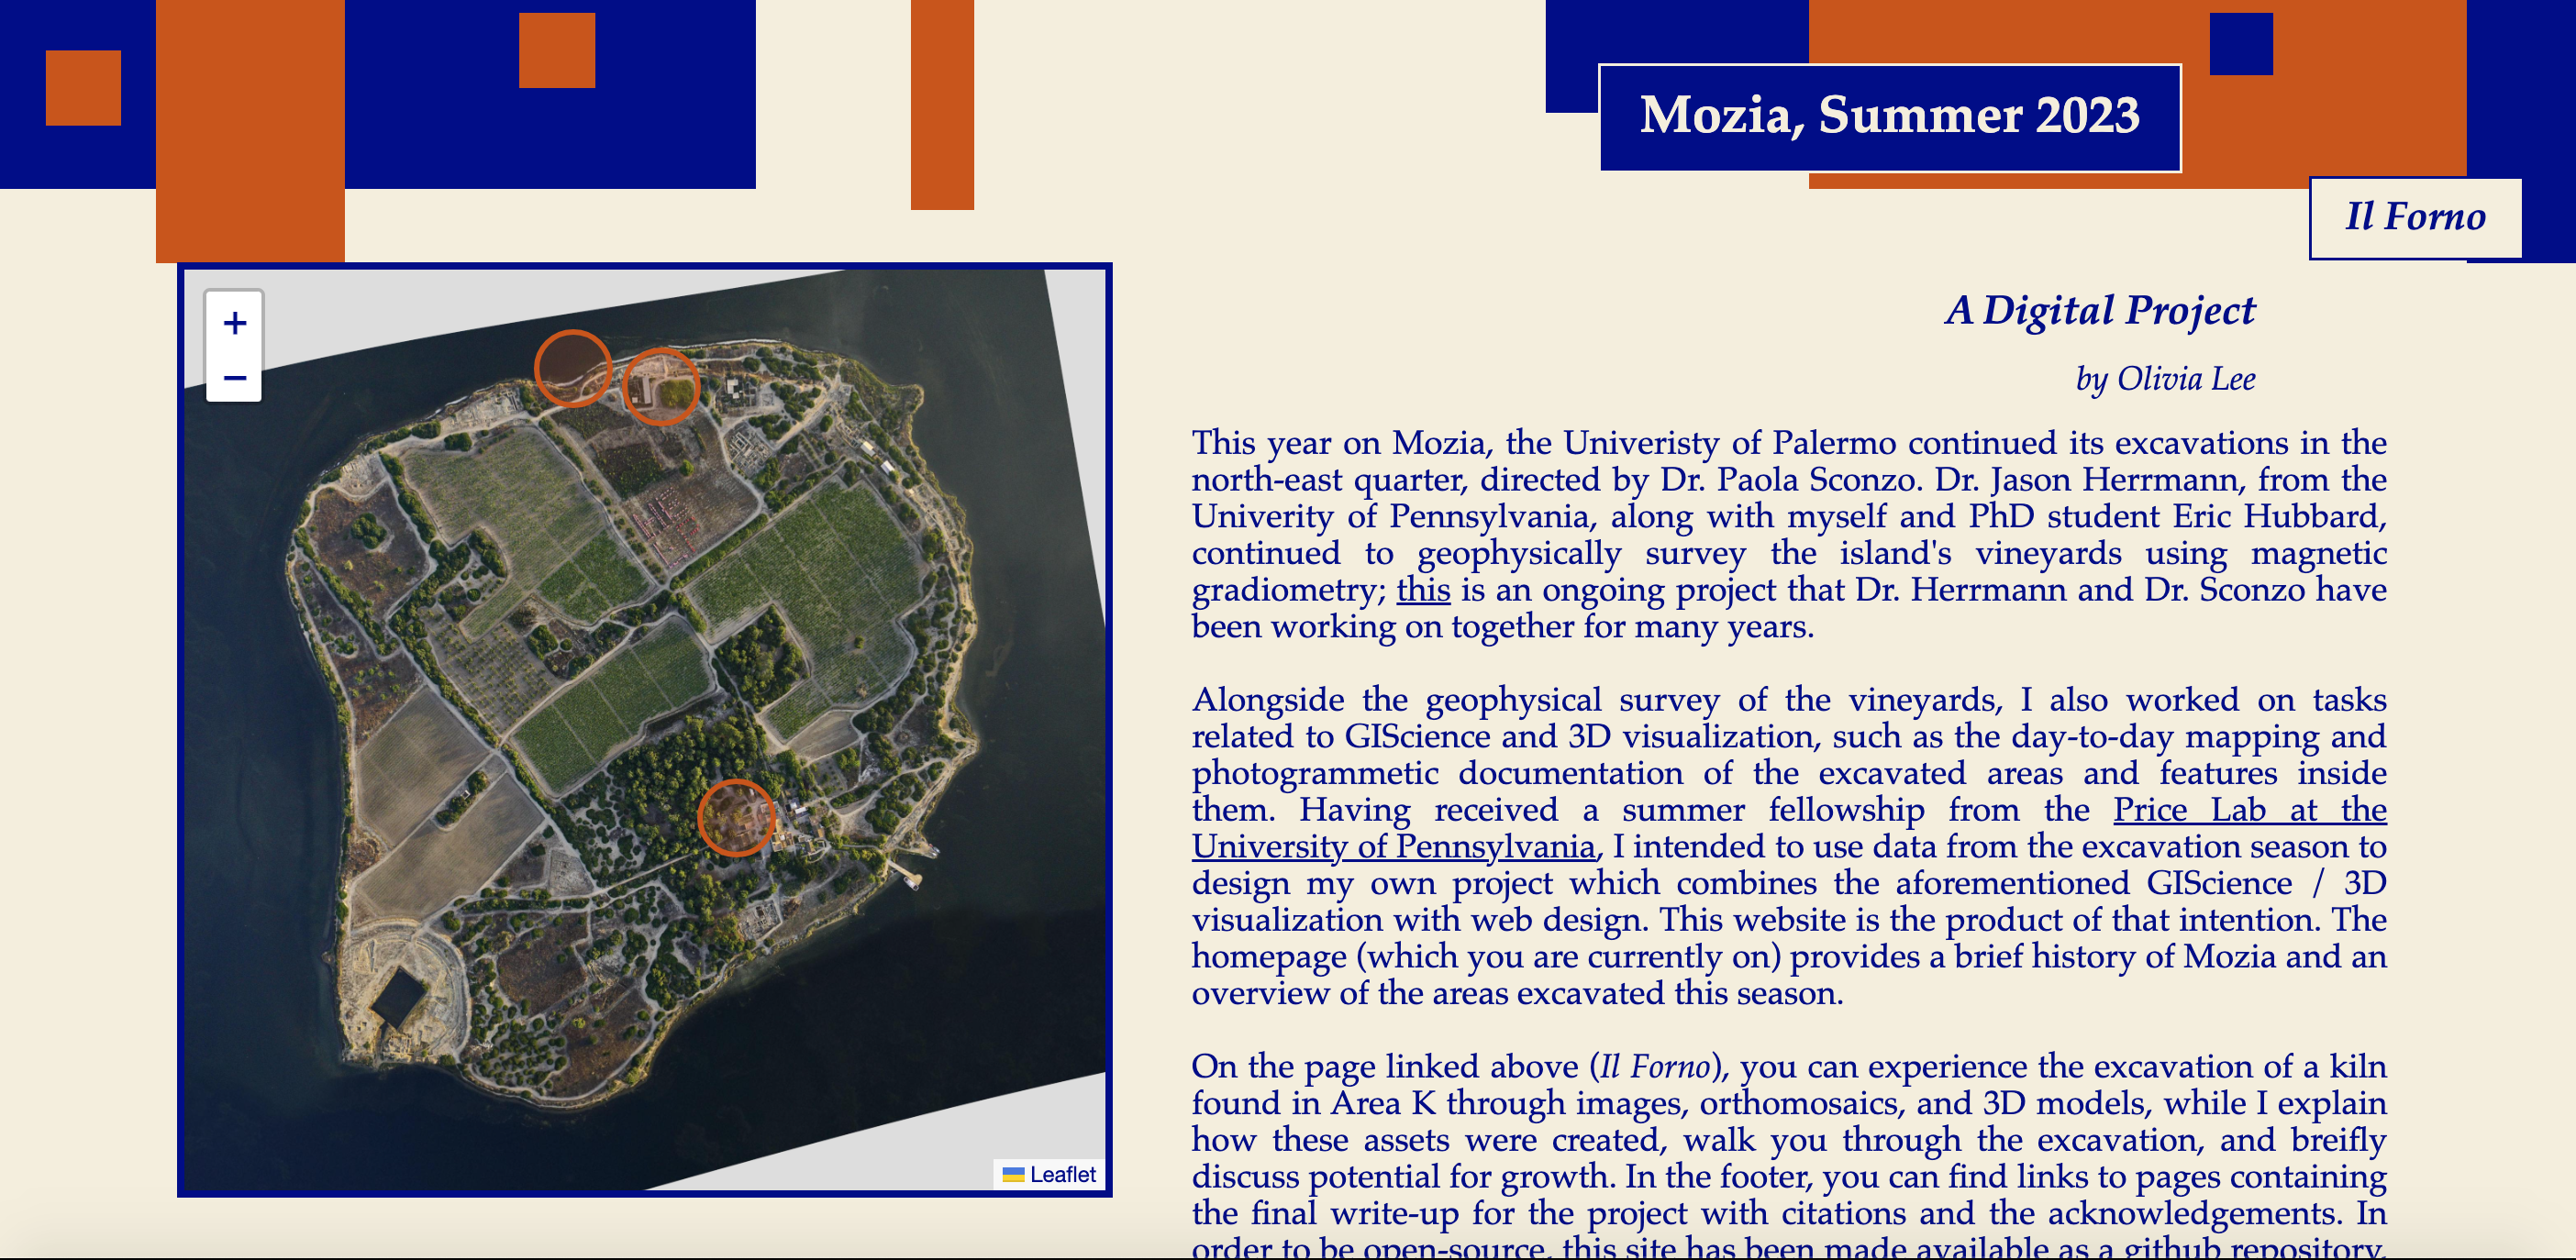 Mozia, Summer 2023
Il Forno
+
−
Leaflet
A Digital Project
by Olivia Lee
This year on Mozia, the Univeristy of Palermo continued its excavations in the
north-east quarter, directed by Dr. Paola Sconzo. Dr. Jason Herrmann, from the
Univerity of Pennsylvania, along with myself and PhD student Eric Hubbard,
continued to geophysically survey the island's vineyards using magnetic
gradiometry; this is an ongoing project that Dr. Herrmann and Dr. Sconzo have
been working on together for many years.
Alongside the geophysical survey of the vineyards, I also worked on tasks
related to GIScience and 3D visualization, such as the day-to-day mapping and
photogrammetic documentation of the excavated areas and features inside
them. Having received a summer fellowship from the Price Lab at the
University of Pennsylvania, I intended to use data from the excavation season to
design my own project which combines the aforementioned GIScience / 3D
visualization with web design. This website is the product of that intention. The
homepage (which you are currently on) provides a brief history of Mozia and an
overview of the areas excavated this season.
On the page linked above (Il Forno), you can experience the excavation of a kiln
found in Area K through images, orthomosaics, and 3D models, while I explain
how these assets were created, walk you through the excavation, and breifly
discuss potential for growth. In the footer, you can find links to pages containing
the final write-up for the project with citations and the acknowledgements. In
order to be open-source, this site has been made available as a github repository.